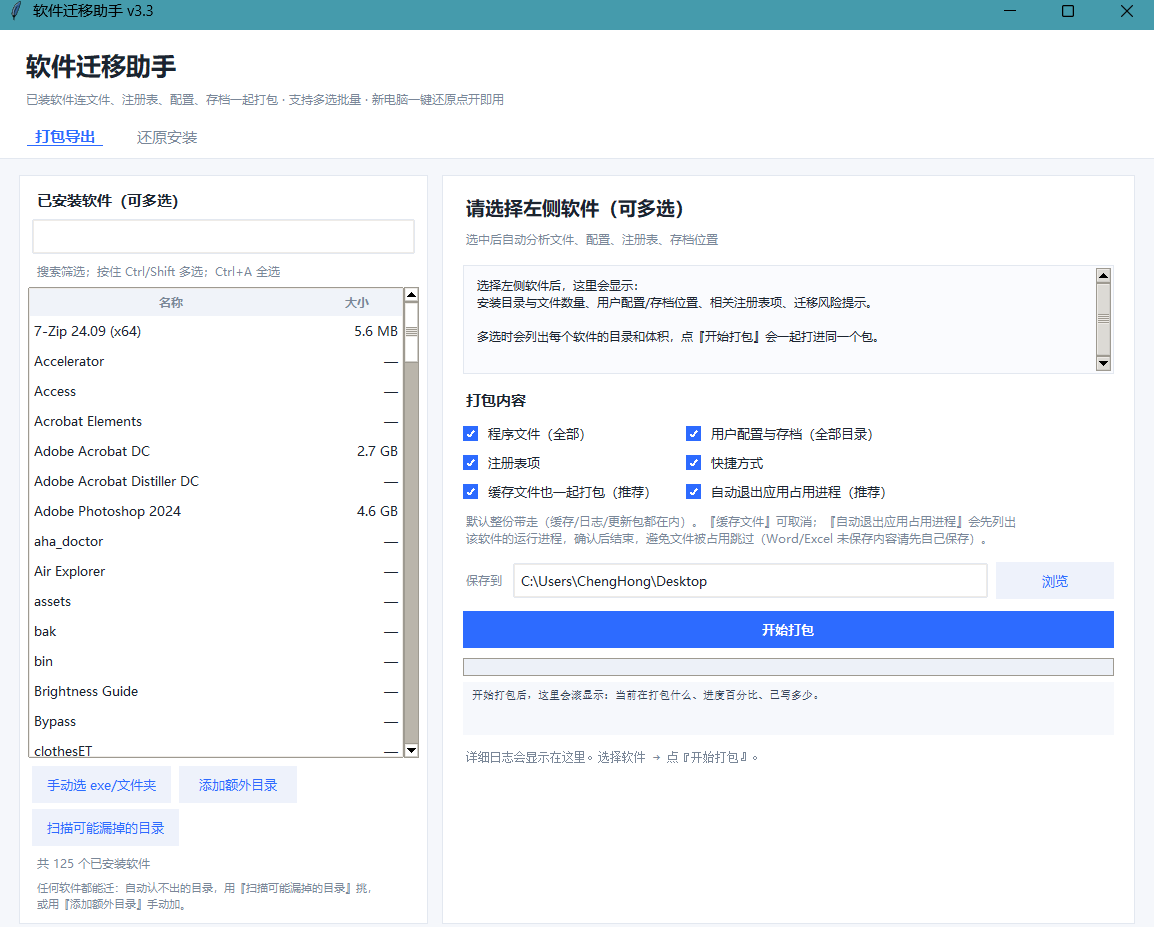 软件迁移助手 v3.3
软件迁移助手
已装软件连文件、注册表、配置、存档一起打包 · 支持多选批量 · 新电脑一键还原点开即用
打包导出
还原安装
已安装软件（可多选）
搜索筛选；按住 Ctrl/Shift 多选；Ctrl+A 全选
名称 大小
7-Zip 24.09 (x64) 5.6 MB
Accelerator —
Access —
Acrobat Elements —
Adobe Acrobat DC 2.7 GB
Adobe Acrobat Distiller DC —
Adobe Photoshop 2024 4.6 GB
aha_doctor —
Air Explorer —
assets —
bak —
bin —
Brightness Guide —
Bypass —
clothesET —
手动选 exe/文件夹
添加额外目录
扫描可能漏掉的目录
共 125 个已安装软件
任何软件都能迁：自动认不出的目录，用『扫描可能漏掉的目录』挑，
或用『添加额外目录』手动加。
请选择左侧软件（可多选）
选中后自动分析文件、配置、注册表、存档位置
选择左侧软件后，这里会显示：
安装目录与文件数量、用户配置/存档位置、相关注册表项、迁移风险提示。
多选时会列出每个软件的目录和体积，点『开始打包』会一起打进同一个包。
打包内容
程序文件（全部）
用户配置与存档（全部目录）
注册表项
快捷方式
缓存文件也一起打包（推荐）
自动退出应用占用进程（推荐）
默认整份带走（缓存/日志/更新包都在内）。『缓存文件』可取消；『自动退出应用占用进程』会先列出
该软件的运行进程，确认后结束，避免文件被占用跳过（Word/Excel 未保存内容请先自己保存）。
保存到
C:\Users\ChengHong\Desktop
浏览
开始打包
开始打包后，这里会滚显示：当前在打包什么、进度百分比、已写多少。
详细日志会显示在这里。选择软件 → 点『开始打包』。